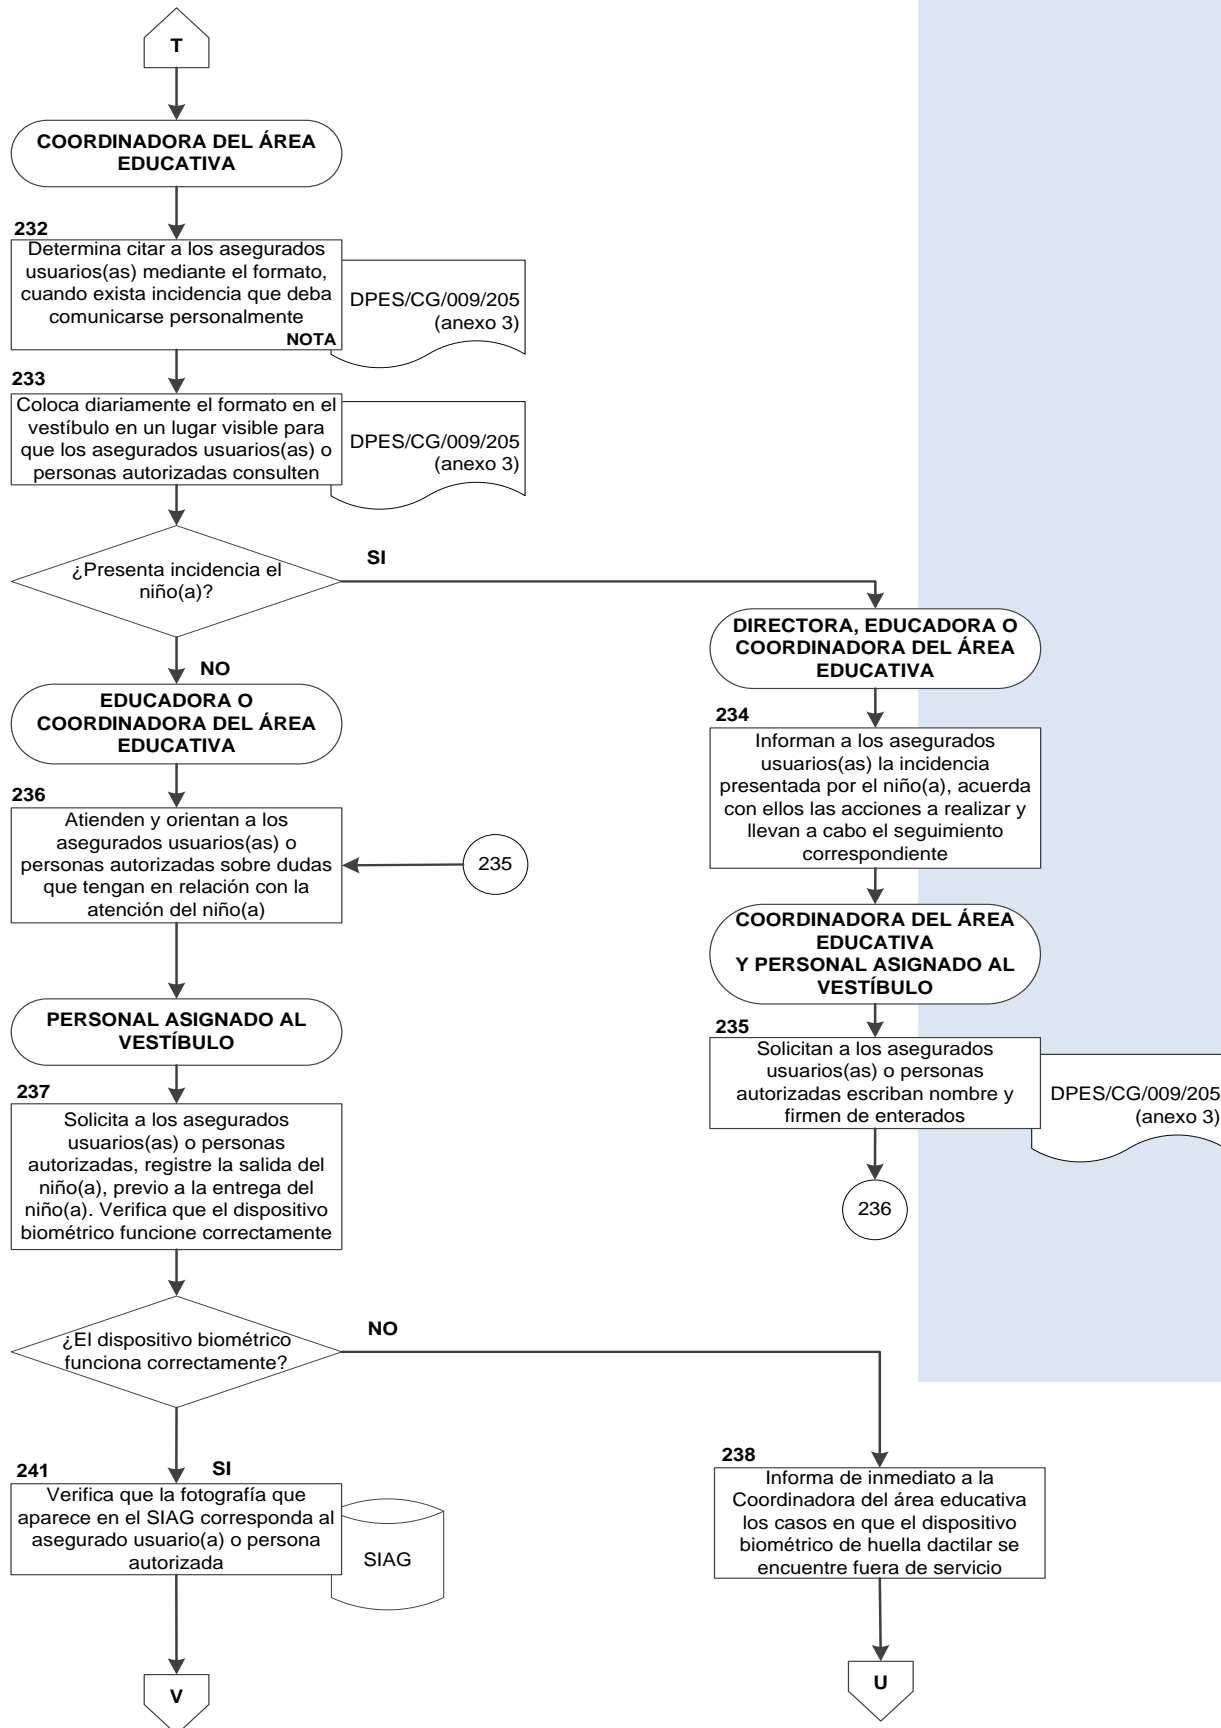 T
COORDINADORA DEL ÁREA
EDUCATIVA
232
Determina citar a los asegurados
usuarios(as) mediante el formato,
cuando exista incidencia que deba
comunicarse personalmente
NOTA
DPES/CG/009/205
(anexo 3)
233
Coloca diariamente el formato en el
vestíbulo en un lugar visible para
que los asegurados usuarios(as) o
personas autorizadas consulten
DPES/CG/009/205
(anexo 3)
¿Presenta incidencia el
niño(a)?
SI
NO
DIRECTORA, EDUCADORA O
COORDINADORA DEL ÁREA
EDUCATIVA
234
Informan a los asegurados
usuarios(as) la incidencia
presentada por el niño(a), acuerda
con ellos las acciones a realizar y
llevan a cabo el seguimiento
correspondiente
COORDINADORA DEL ÁREA
EDUCATIVA
Y PERSONAL ASIGNADO AL
VESTÍBULO
235
Solicitan a los asegurados
usuarios(as) o personas
autorizadas escriban nombre y
firmen de enterados
DPES/CG/009/205
(anexo 3)
236
EDUCADORA O
COORDINADORA DEL ÁREA
EDUCATIVA
236
Atienden y orientan a los
asegurados usuarios(as) o
personas autorizadas sobre dudas
que tengan en relación con la
atención del niño(a)
235
PERSONAL ASIGNADO AL
VESTÍBULO
237
Solicita a los asegurados
usuarios(as) o personas
autorizadas, registre la salida del
niño(a), previo a la entrega del
niño(a). Verifica que el dispositivo
biométrico funcione correctamente
¿El dispositivo biométrico
funciona correctamente?
NO
SI
241
Verifica que la fotografía que
aparece en el SIAG corresponda al
asegurado usuario(a) o persona
autorizada
SIAG
V
238
Informa de inmediato a la
Coordinadora del área educativa
los casos en que el dispositivo
biométrico de huella dactilar se
encuentre fuera de servicio
U